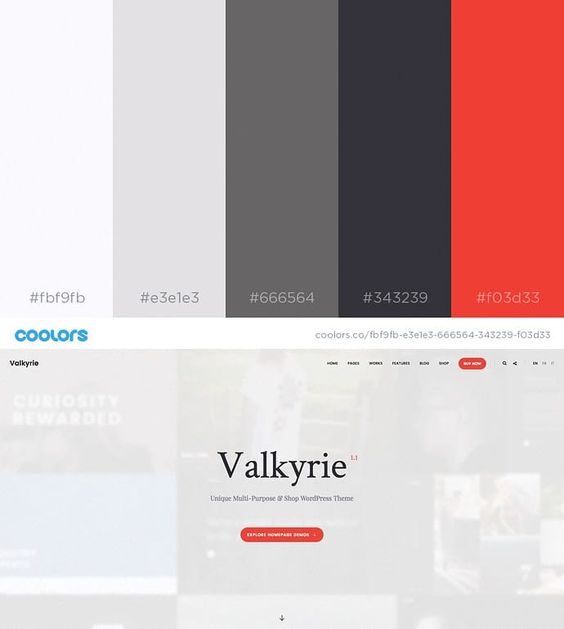 #fbf9fb
#e3e1e3
#666564
#343239
#f03d33
coolors
coolors.co/fbf9fb-e3e1e3-666564-343239-f03d33
Valkyrie
HOME PAGES WORKS FEATURES BLOG SHOP BUY NOW EN FR IT
CURIOSITY
REWARDED
Valkyrie 1.1
Unique Multi-Purpose & Shop WordPress Theme
EXPLORE HOMEPAGE DEMOS